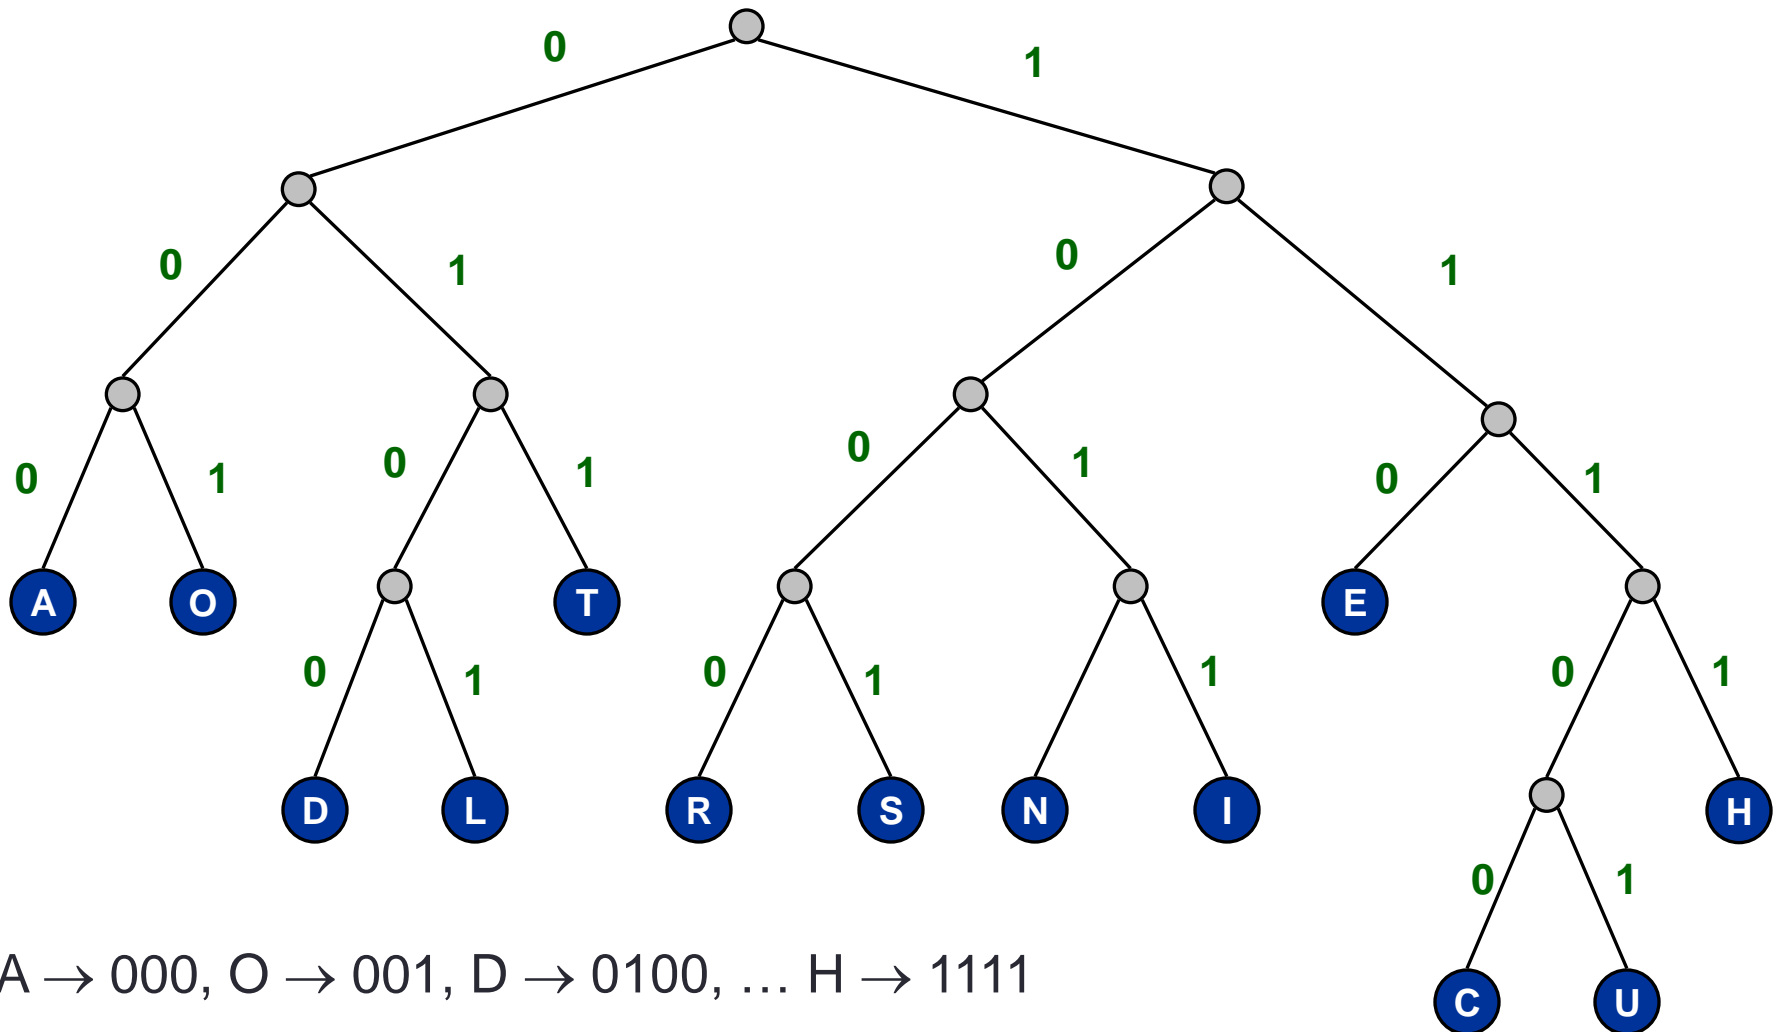 0 1
0 1 0 1
0 1 0 1 0 1 0 1
A O T E
0 1 0 1 1 0 1
D L R S N I H
0 1
A → 000, O → 001, D → 0100, … H → 1111
C U